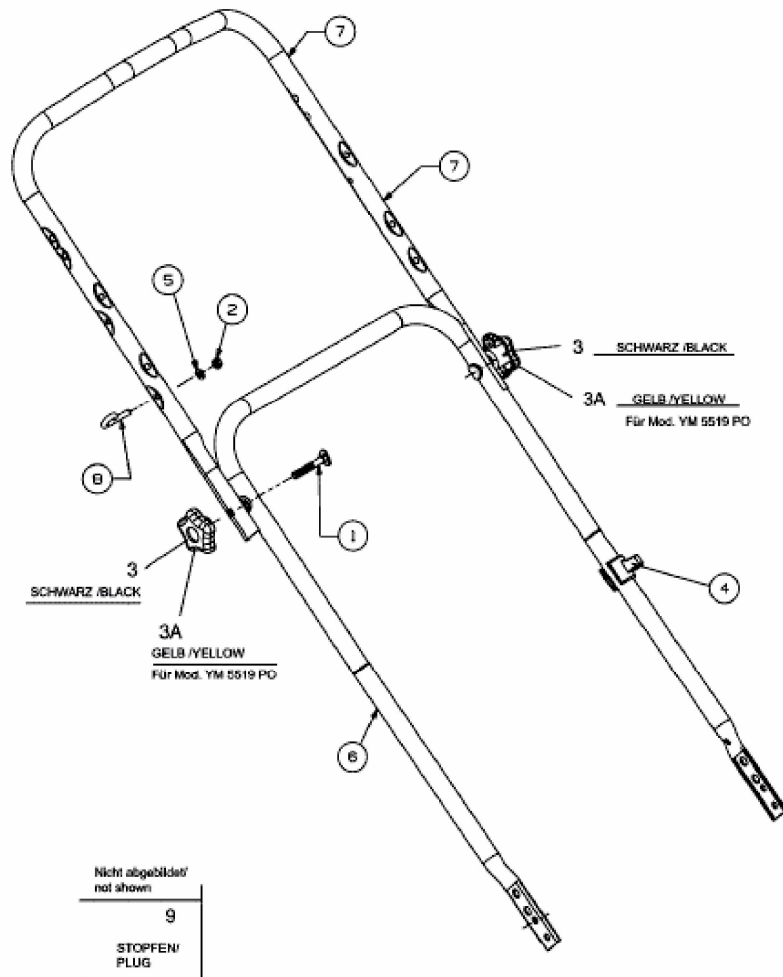 7
7
5
2
3 SCHWARZ /BLACK
3A GELB /YELLOW
Für Mod. YM 5519 PO
8
1
3
SCHWARZ /BLACK
4
3A
GELB /YELLOW
Für Mod. YM 5519 PO
6
Nicht abgebildet/
not shown
9
STOPFEN/
PLUG